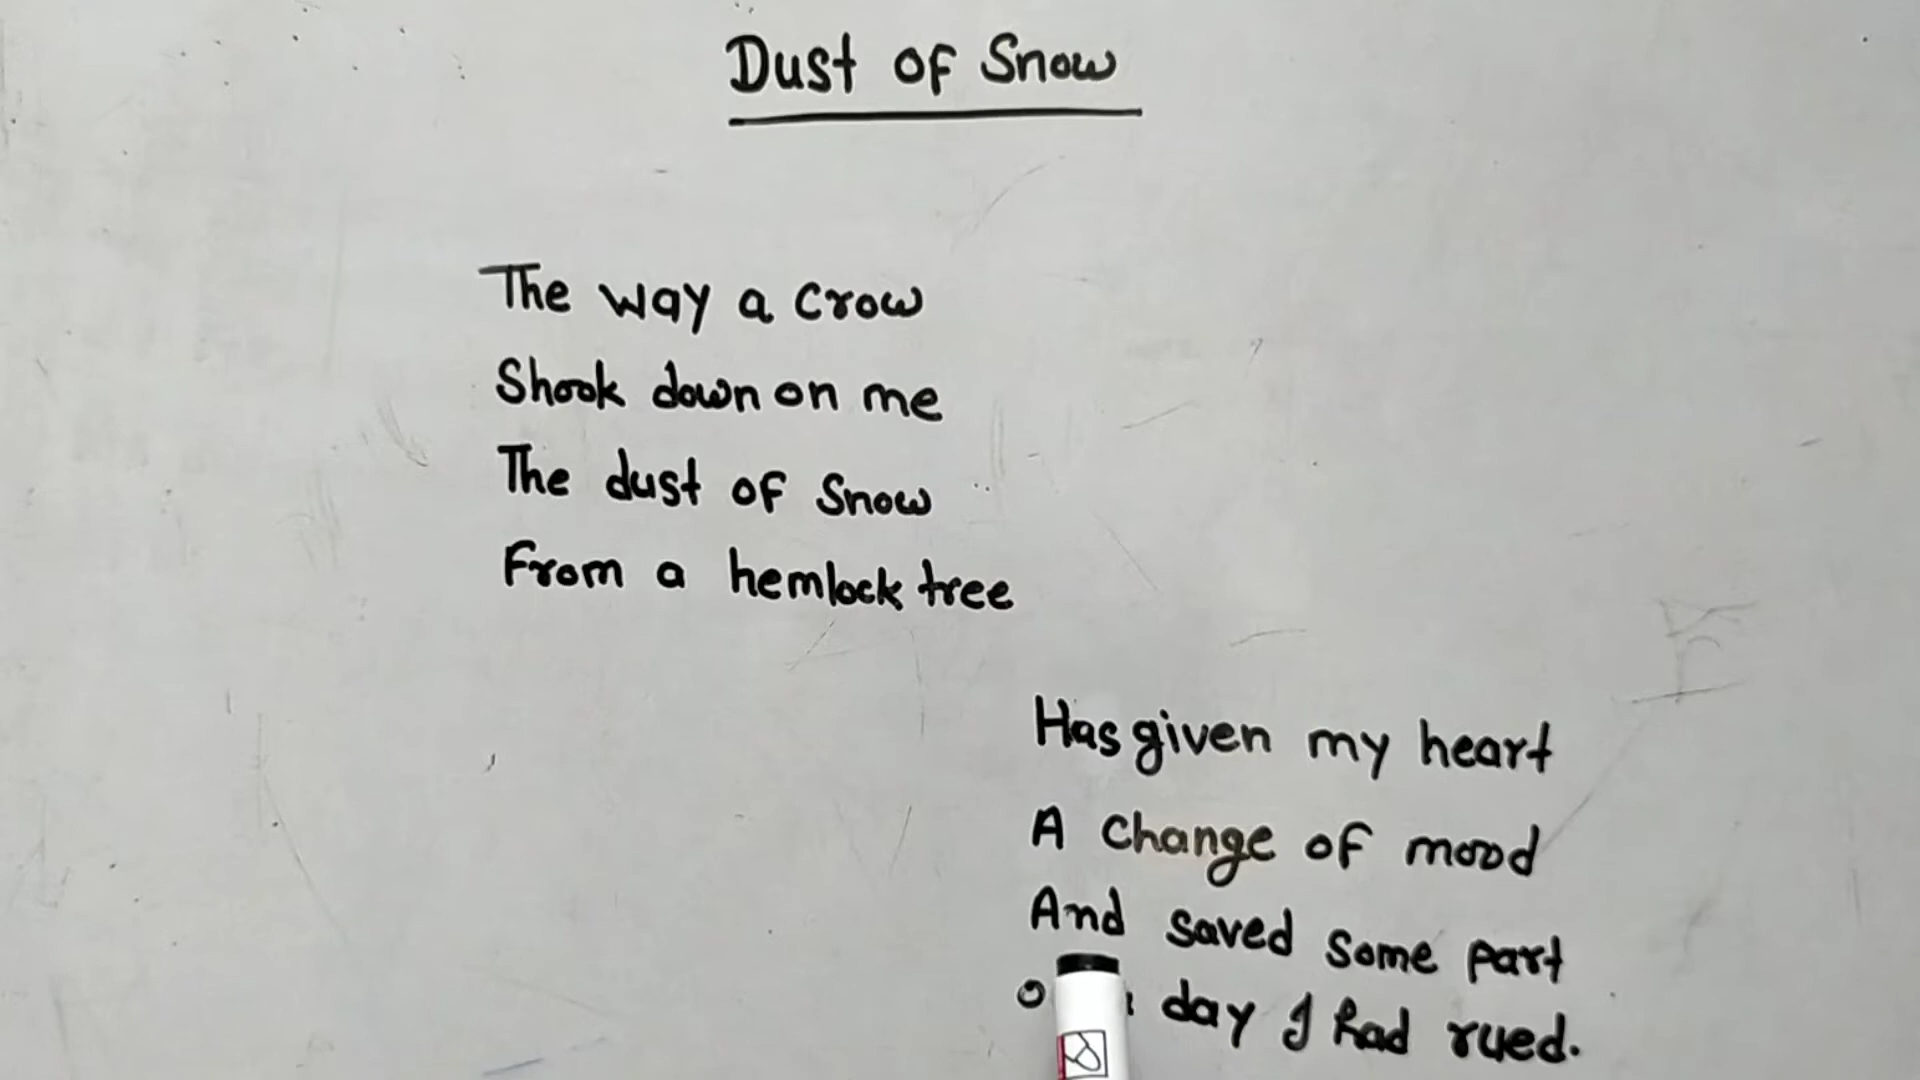 Dust of Snow
The way a crow
Shook down on me
The dust of Snow
From a hemlock tree
Has given my heart
A change of mood
And saved some part
day I had rued.